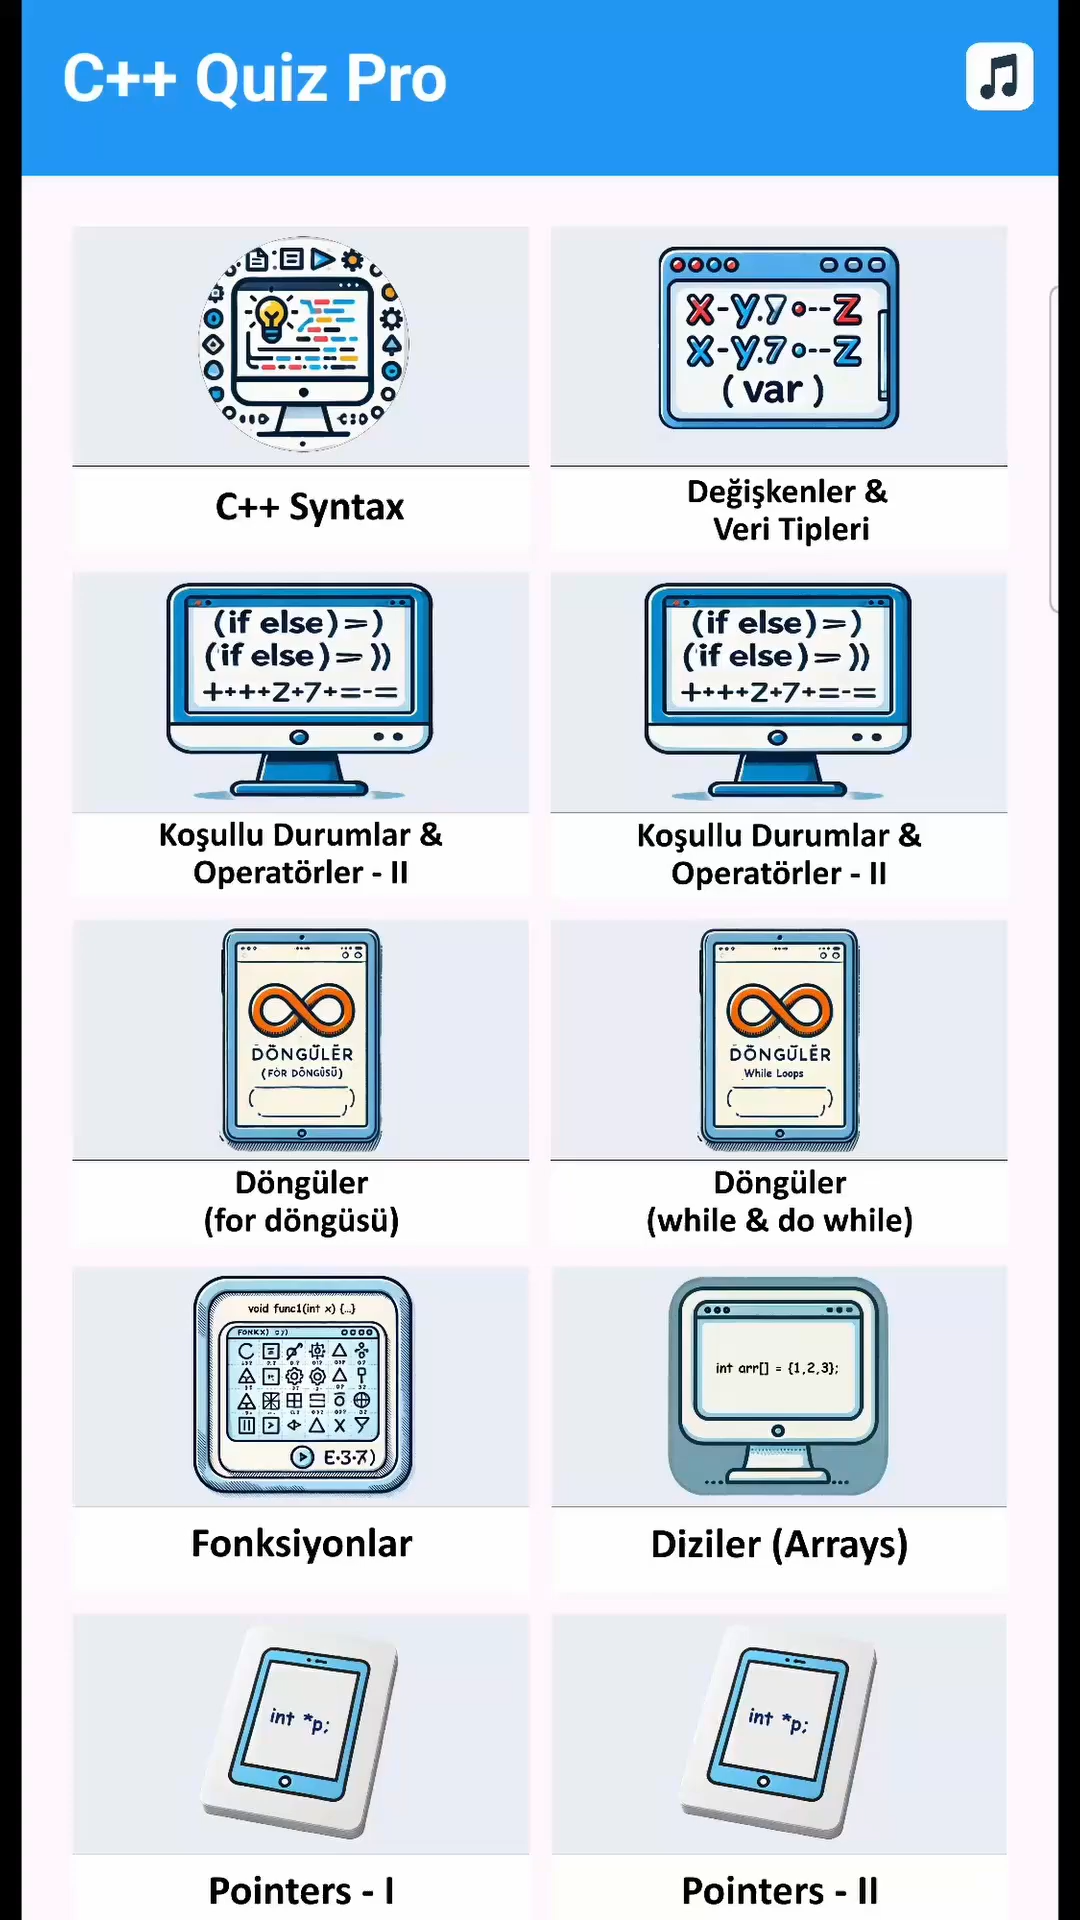 C++ Quiz Pro
X-y.7 --Z
X-y.7 --Z
(var)
C++ Syntax
Değişkenler &
Veri Tipleri
(if else)=)
(if else)=))
++++Z+7+=-=
(if else)=)
(if else)=))
++++Z+7+=-=
Koşullu Durumlar &
Operatörler - II
Koşullu Durumlar &
Operatörler - II
DÖNGÜLER
(FOR DÖNGÜSÜ)
DÖNGÜLER
While Loops
Döngüler
(for döngüsü)
Döngüler
(while & do while)
void func1(int x) {...}
E·3·7)
int arr[] = {1,2,3};
Fonksiyonlar
Diziler (Arrays)
int *p;
int *p;
Pointers - I
Pointers - II